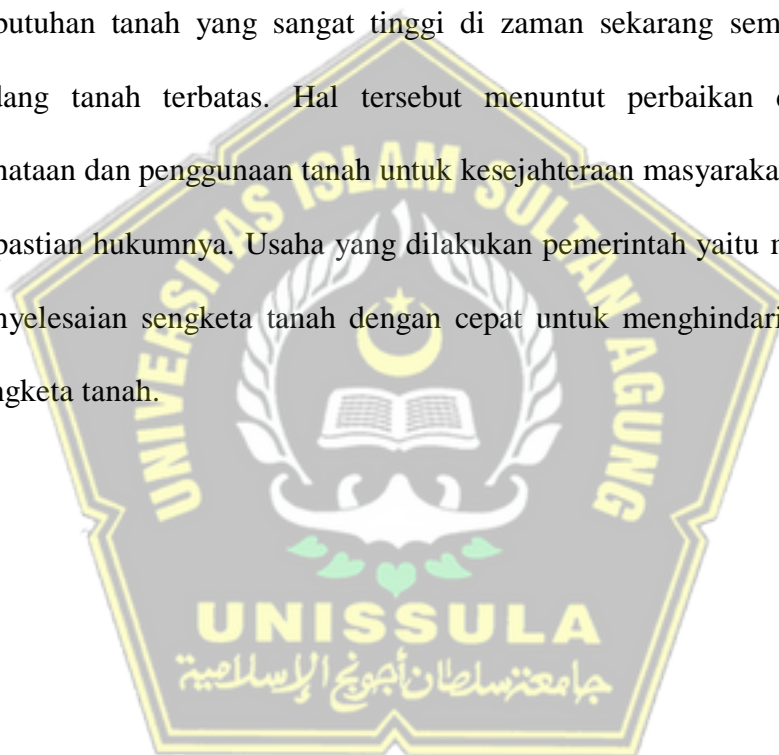 butuhan tanah yang sangat tinggi di zaman sekarang sem
dang tanah terbatas. Hal tersebut menuntut perbaikan
nataan dan penggunaan tanah untuk kesejahteraan masyaraka
pastian hukumnya. Usaha yang dilakukan pemerintah yaitu
nyelesaian sengketa tanah dengan cepat untuk menghindari
ngketa tanah.
UNIVERSITAS ISLAM SULTAN AGUNG
UNISSULA
جامعة سلطان أجونج الإسلامية